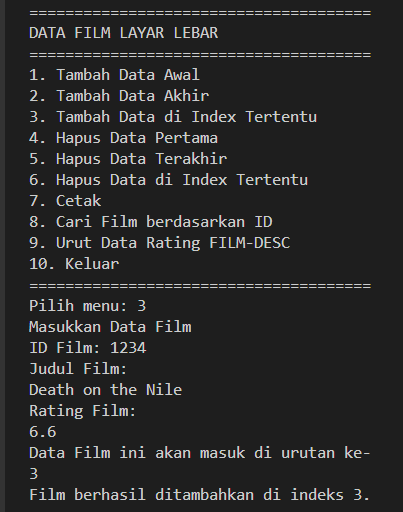 ======================================
DATA FILM LAYAR LEBAR
======================================
1. Tambah Data Awal
2. Tambah Data Akhir
3. Tambah Data di Index Tertentu
4. Hapus Data Pertama
5. Hapus Data Terakhir
6. Hapus Data di Index Tertentu
7. Cetak
8. Cari Film berdasarkan ID
9. Urut Data Rating FILM-DESC
10. Keluar
======================================
Pilih menu: 3
Masukkan Data Film
ID Film: 1234
Judul Film:
Death on the Nile
Rating Film:
6.6
Data Film ini akan masuk di urutan ke-
3
Film berhasil ditambahkan di indeks 3.